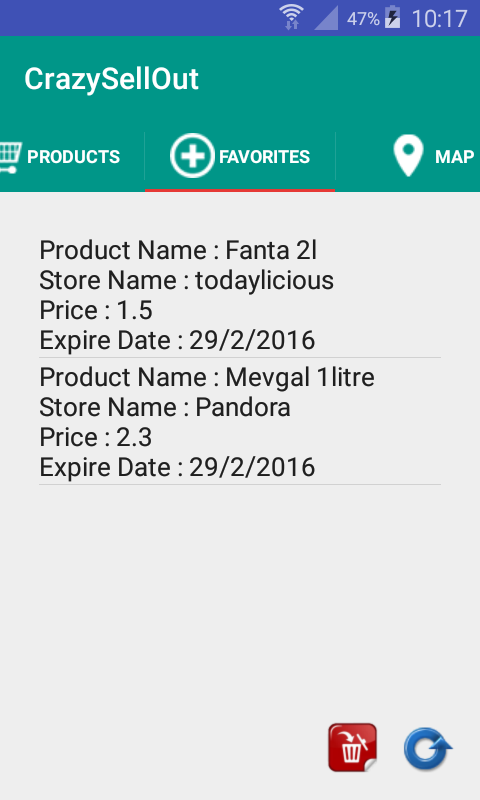 47% 10:17
CrazySellOut
PRODUCTS FAVORITES MAP
Product Name : Fanta 2l
Store Name : todaylicious
Price : 1.5
Expire Date : 29/2/2016
Product Name : Mevgal 1litre
Store Name : Pandora
Price : 2.3
Expire Date : 29/2/2016